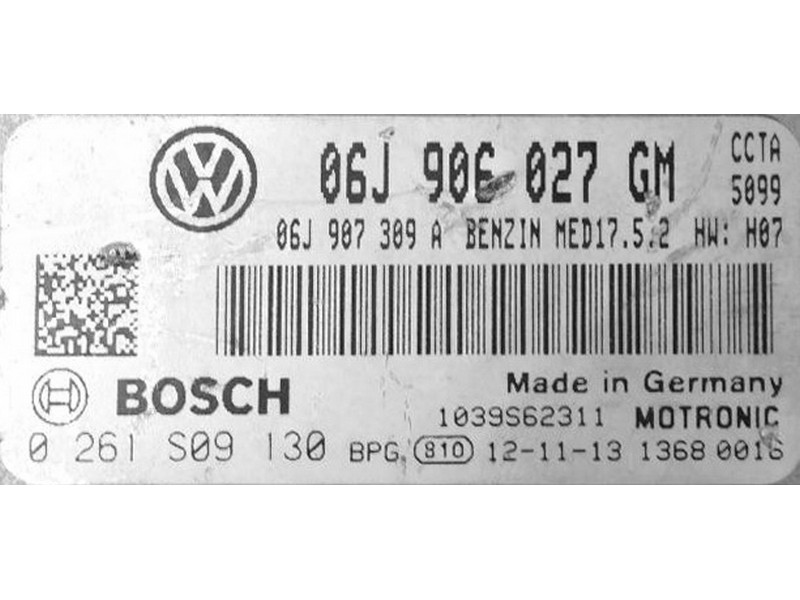 06J 906 027 GM
CCTA
5099
06J 907 309 A BENZIN MED17.5.2 HW: H07
BOSCH
Made in Germany
1039S62311 MOTRONIC
0 261 S09 130 BPG. 810 12-11-13 1368 0016